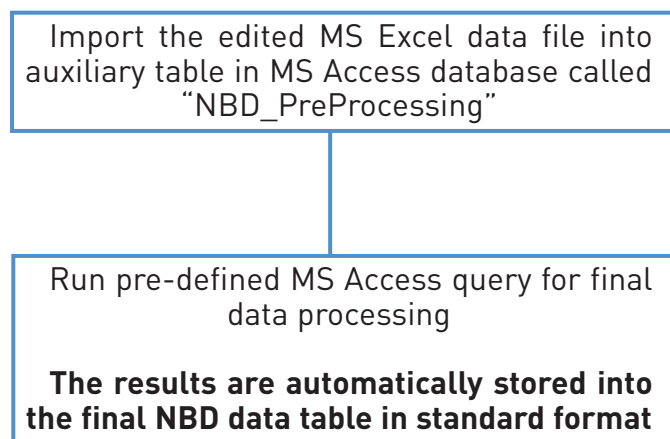 Import the edited MS Excel data file into
auxiliary table in MS Access database called
“NBD_PreProcessing”
Run pre-defined MS Access query for final
data processing
The results are automatically stored into
the final NBD data table in standard format